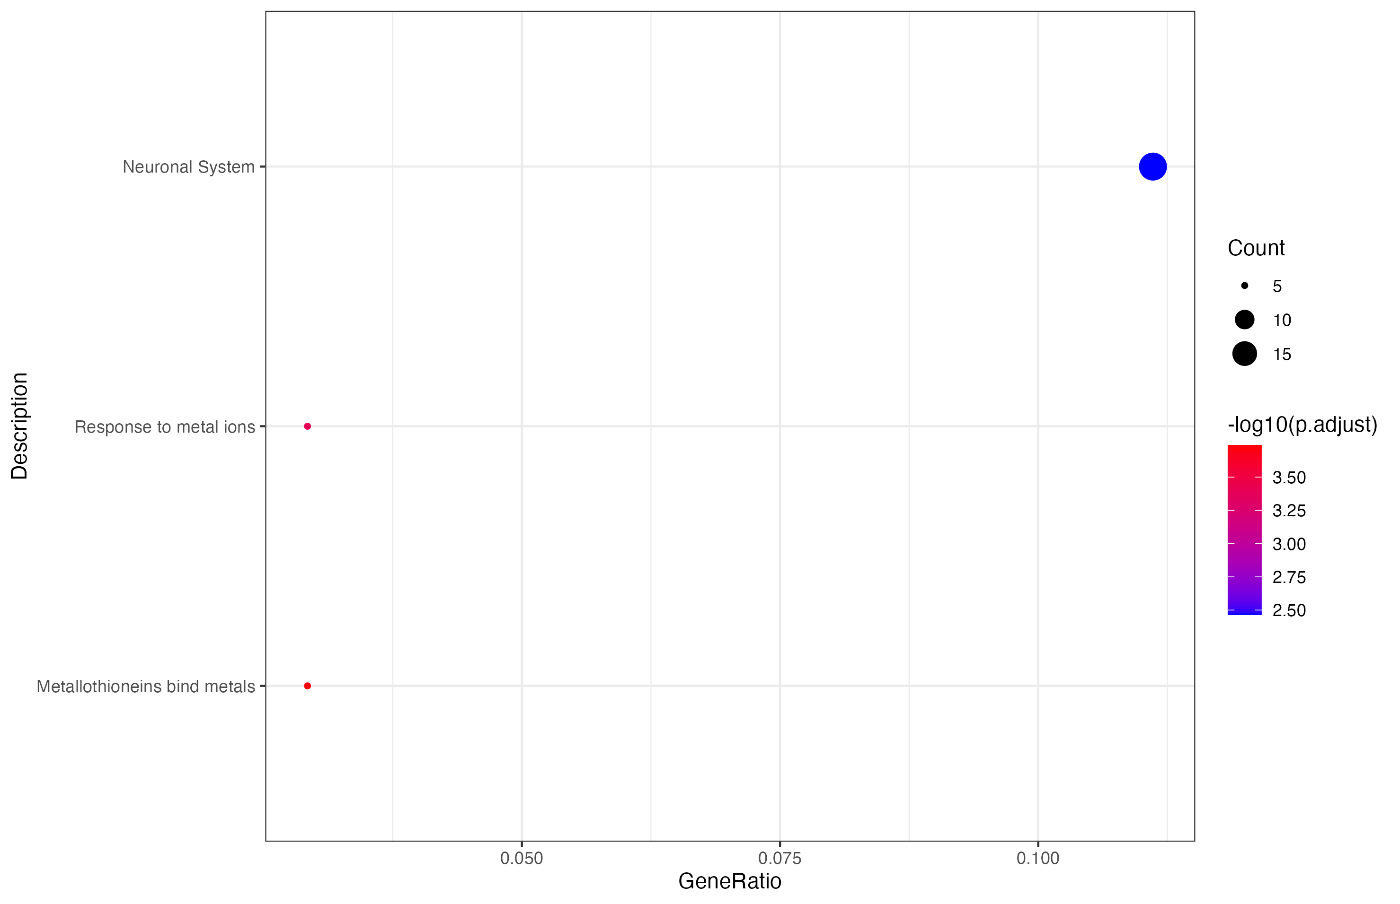 Neuronal System
Response to metal ions
Metallothioneins bind metals
Description
0.050
0.075
0.100
GeneRatio
Count
5
10
15
-log10(p.adjust)
3.50
3.25
3.00
2.75
2.50